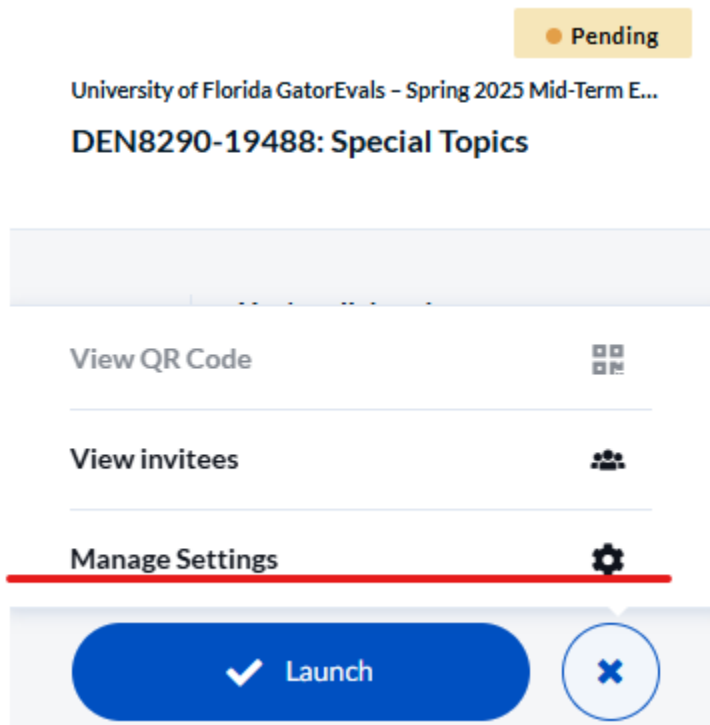 Pending
University of Florida GatorEvals – Spring 2025 Mid-Term E...
DEN8290-19488: Special Topics
View QR Code
View invitees
Manage Settings
Launch